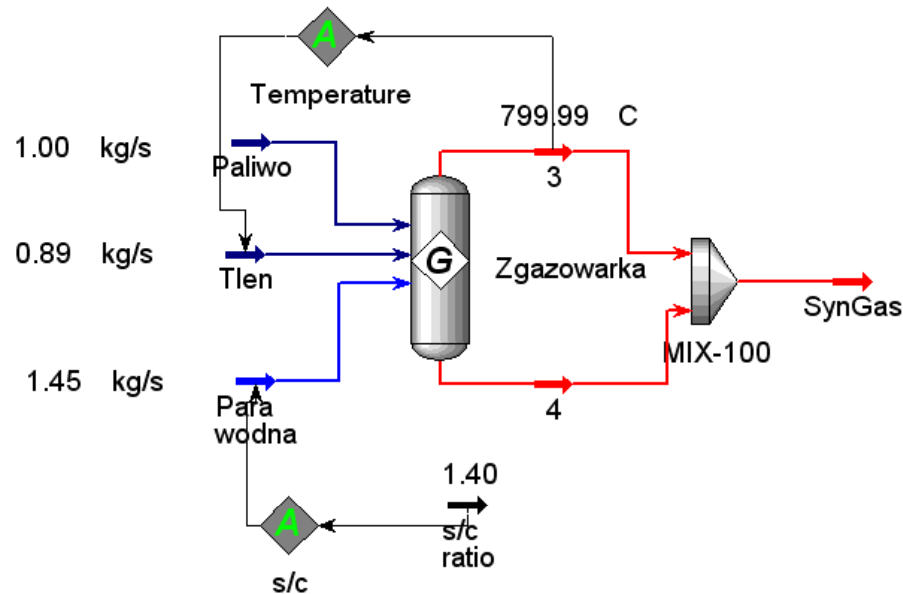 A
Temperature
799.99 C
1.00 kg/s
Paliwo
3
0.89 kg/s
Tlen
G
Zgazowarka
SynGas
MIX-100
1.45 kg/s
Para
wodna
4
1.40
A
s/c
ratio
s/c